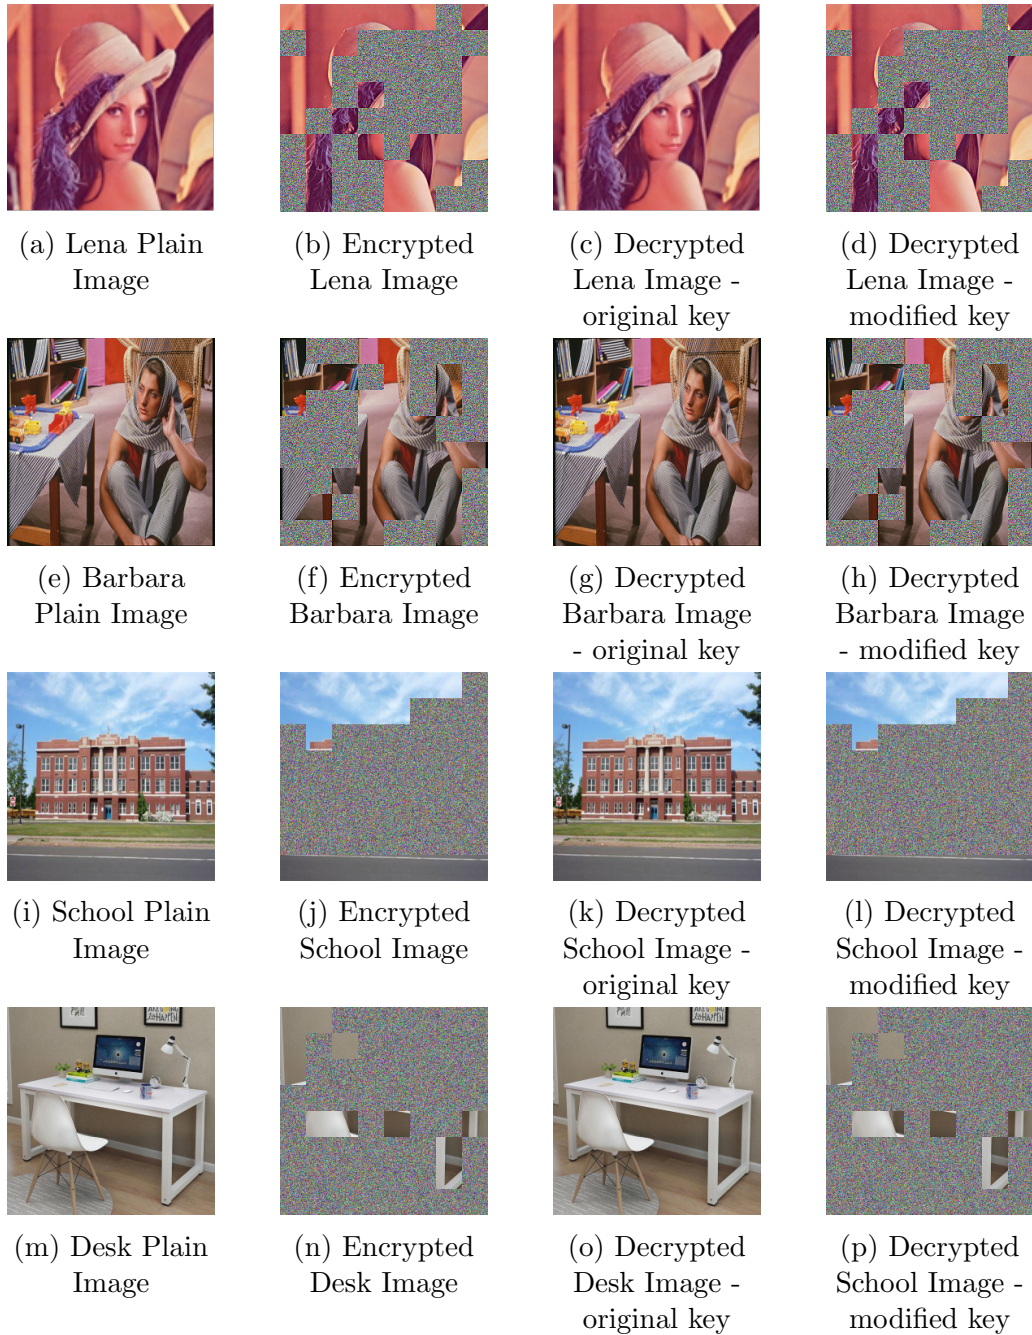 (a) Lena Plain
Image
(b) Encrypted
Lena Image
(c) Decrypted
Lena Image -
original key
(d) Decrypted
Lena Image -
modified key
(e) Barbara
Plain Image
(f) Encrypted
Barbara Image
(g) Decrypted
Barbara Image
- original key
(h) Decrypted
Barbara Image
- modified key
(i) School Plain
Image
(j) Encrypted
School Image
(k) Decrypted
School Image -
original key
(l) Decrypted
School Image -
modified key
(m) Desk Plain
Image
(n) Encrypted
Desk Image
(o) Decrypted
Desk Image -
original key
(p) Decrypted
School Image -
modified key